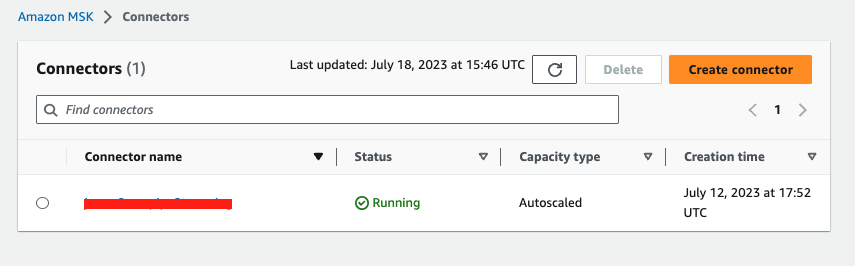 Amazon MSK > Connectors
Connectors (1)
Last updated: July 18, 2023 at 15:46 UTC
Delete
Create connector
Find connectors
1
Connector name
Status
Capacity type
Creation time
Running
Autoscaled
July 12, 2023 at 17:52
UTC